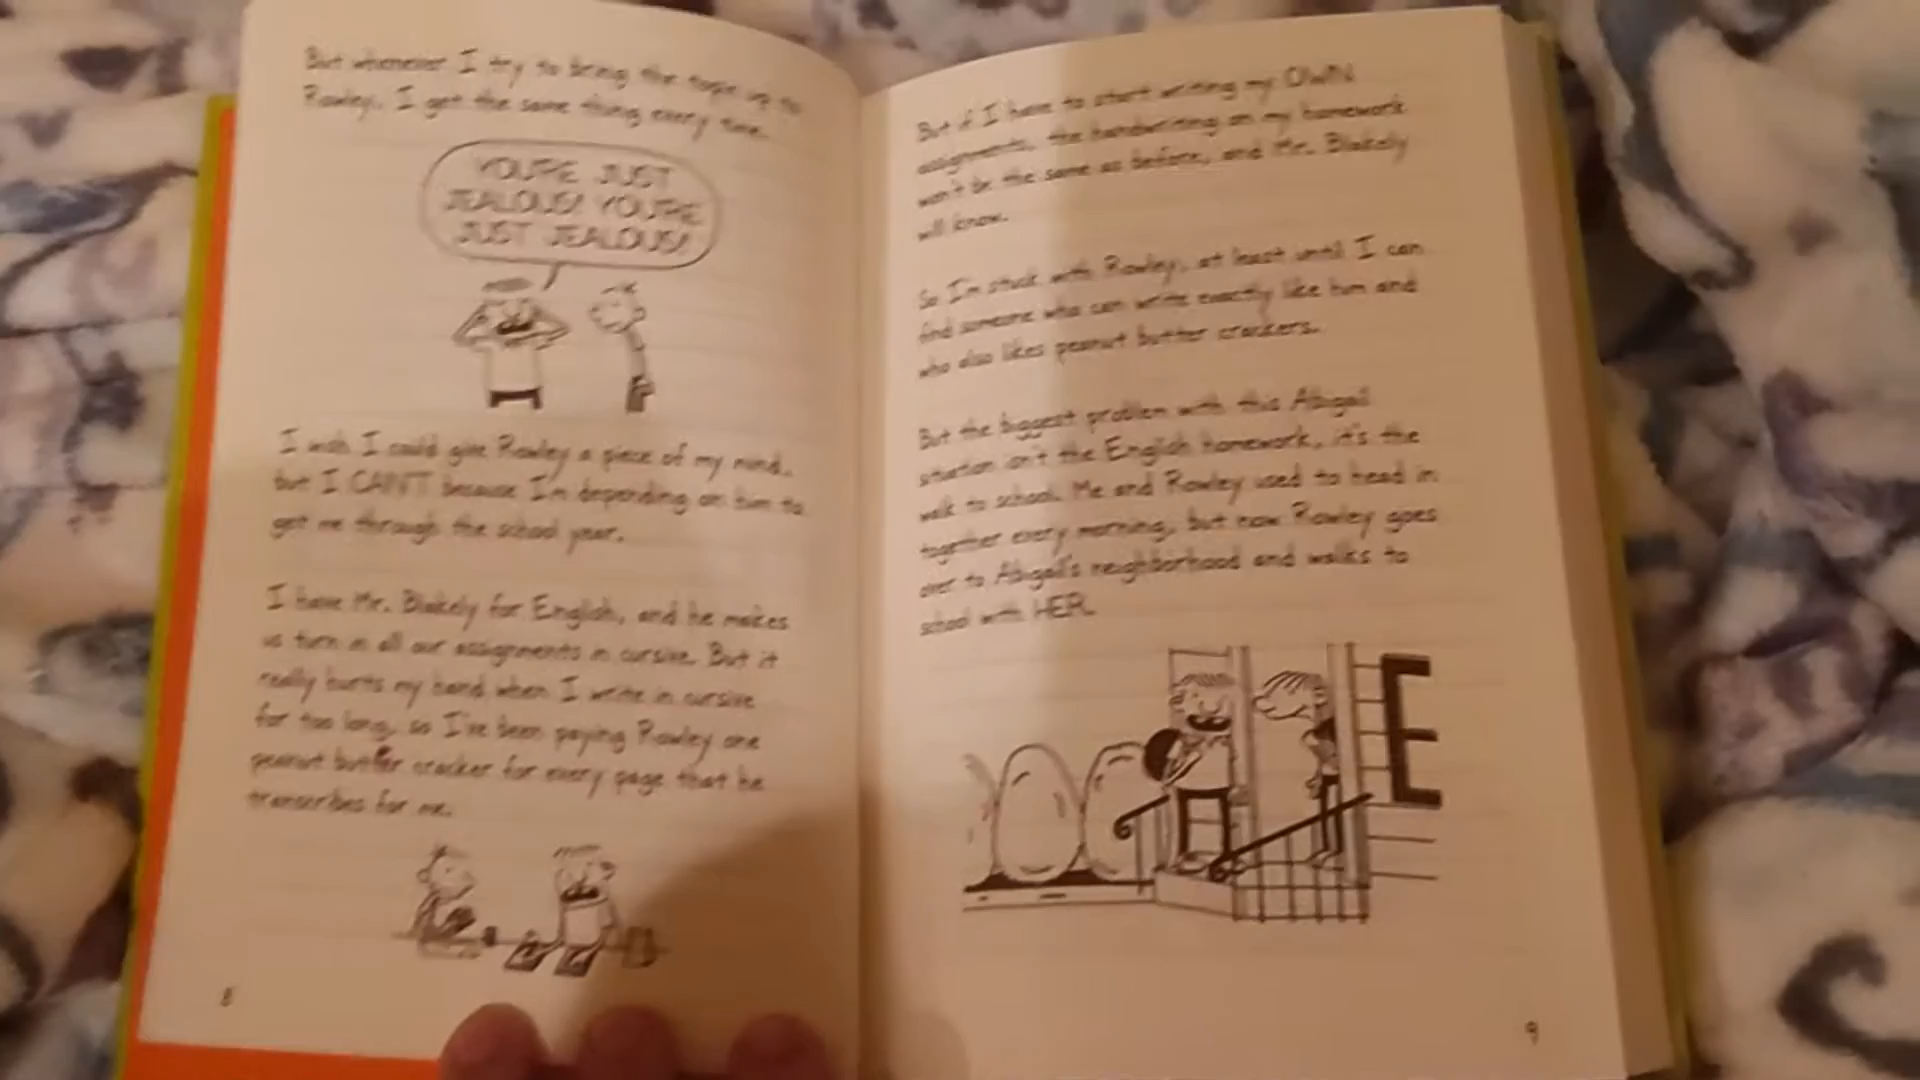 But whenever I try to bring the topic up to
Rowley, I get the same thing every time.
YOU'RE JUST
JEALOUS! YOU'RE
JUST JEALOUS!
I wish I could give Rowley a piece of my mind,
but I CAN'T because I'm depending on him to
get me through the school year.
I have Mr. Blakely for English, and he makes
us turn in all our assignments in cursive. But it
really hurts my hand when I write in cursive
for too long, so I've been paying Rowley one
peanut butter cracker for every page that he
transcribes for me.
8
But if I have to start writing my OWN
assignments, the handwriting on my homework
won't be the same as before, and Mr. Blakely
will know.
So I'm stuck with Rowley, at least until I can
find someone who can write exactly like him and
who also likes peanut butter crackers.
But the biggest problem with this Abigail
situation isn't the English homework, it's the
walk to school. Me and Rowley used to head in
together every morning, but now Rowley goes
over to Abigail's neighborhood and walks to
school with HER.
E
9